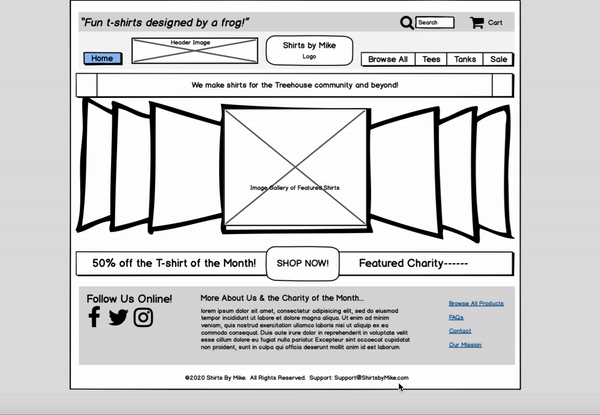 "Fun t-shirts designed by a frog!"
Search
Cart
Header Image
Shirts by Mike
Logo
Home
Browse All
Tees
Tanks
Sale
We make shirts for the Treehouse community and beyond!
Image Gallery of Featured Shirts
50% off the T-shirt of the Month!
SHOP NOW!
Featured Charity------
Follow Us Online!
More About Us & the Charity of the Month...
lorem ipsum dolor sit amet, consectetur adipisicing elit, sed do eiusmod
tempor incididunt ut labore et dolore magna aliqua. Ut enim ad minim
veniam, quis nostrud exercitation ullamco laboris nisi ut aliquip ex ea
commodo consequat. Duis aute irure dolor in reprehenderit in voluptate velit
esse cillum dolore eu fugiat nulla pariatur. Excepteur sint occaecat cupidatat
non proident, sunt in culpa qui officia deserunt mollit anim id est laborum.
Browse All Products
FAQs
Contact
Our Mission
©2020 Shirts By Mike. All Rights Reserved. Support: Support@ShirtsbyMike.com